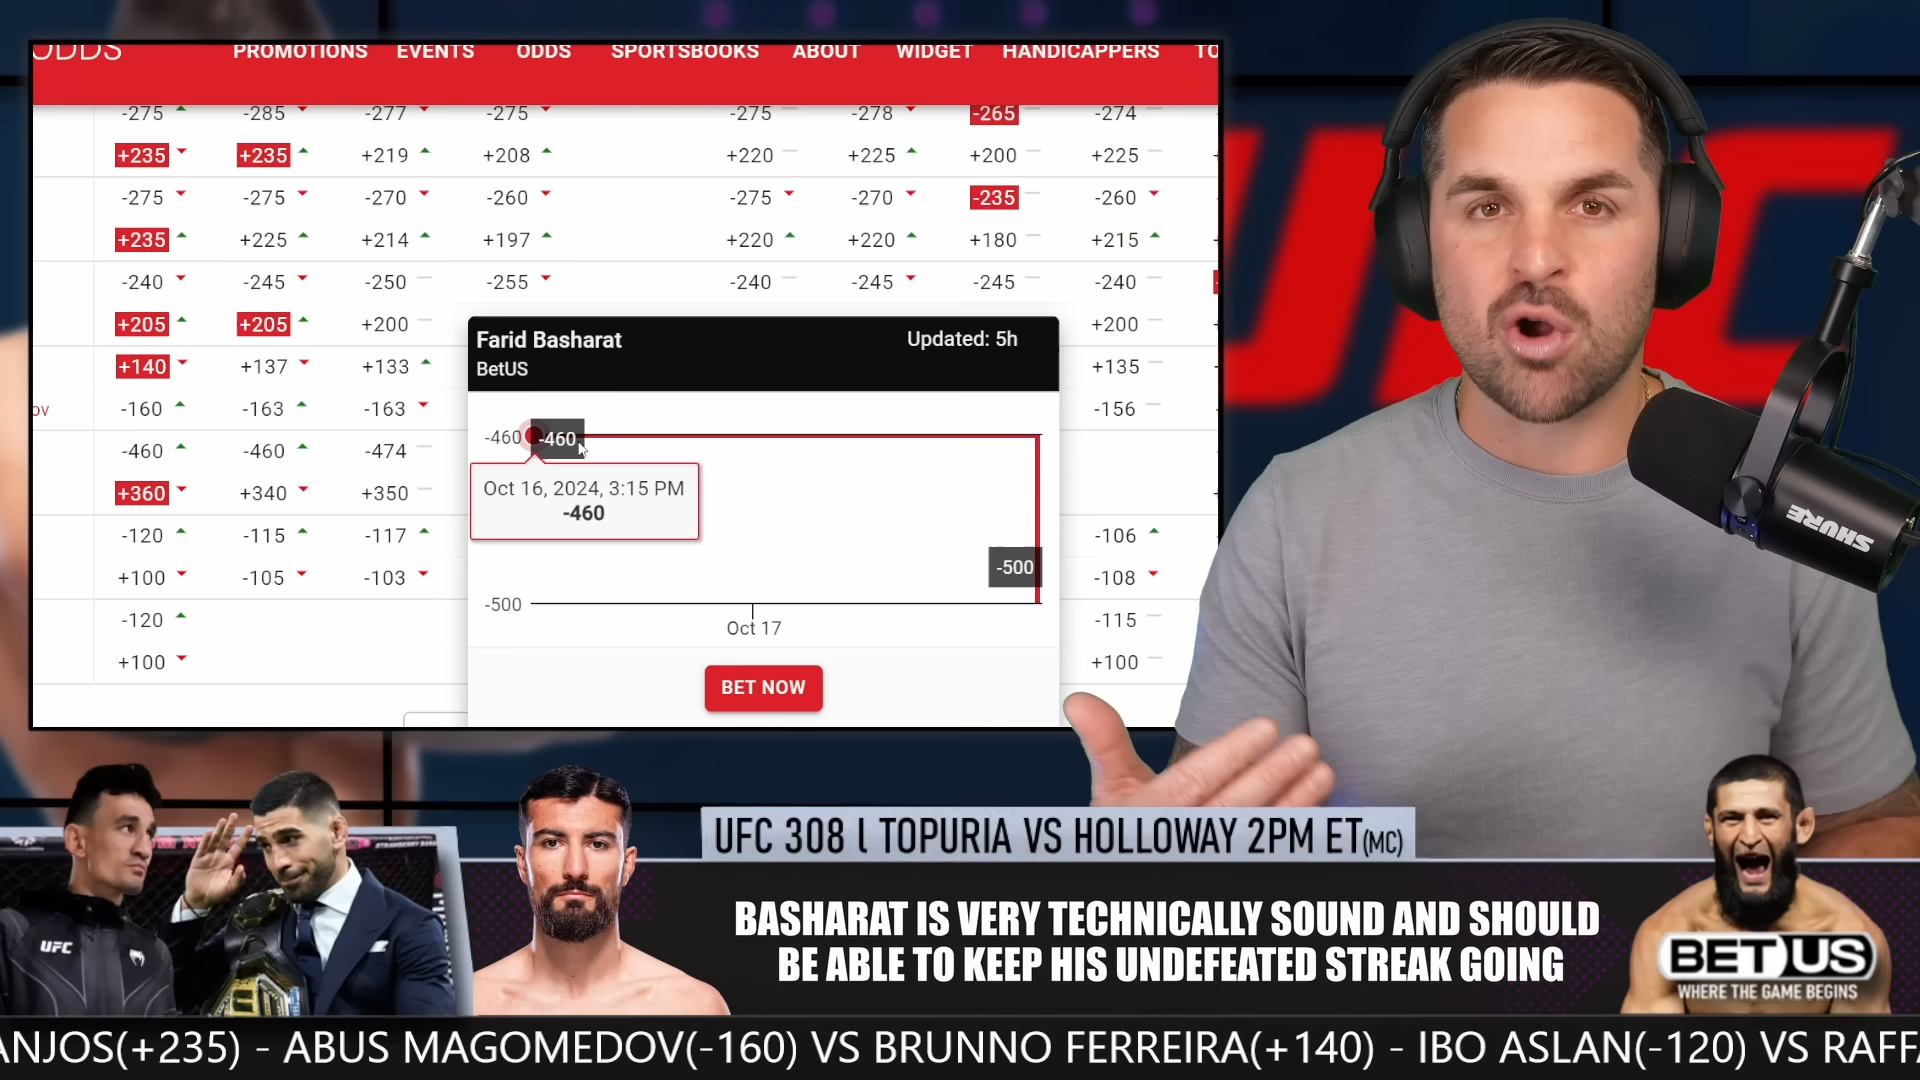 ODDS PROMOTIONS EVENTS ODDS SPORTSBOOKS ABOUT WIDGET HANDICAPPERS TO
-275 -285 -277 -275 -275 -278 -265 -274
+235 +235 +219 +208 +220 +225 +200 +225
-275 -275 -270 -260 -275 -270 -235 -260
+235 +225 +214 +197 +220 +220 +180 +215
-240 -245 -250 -255 -240 -245 -245 -240
+205 +205 +200 +200
+140 +137 +133 +135
ov -160 -163 -163 -156
-460 -460 -474
+360 +340 +350
-120 -115 -117 -106
+100 -105 -103 -108
-120 -115
+100 +100
Farid Basharat Updated: 5h
BetUS
-460 -460
Oct 16, 2024, 3:15 PM
-460
-500
-500
Oct 17
BET NOW
SHURE
UFC
UFC 308 l TOPURIA VS HOLLOWAY 2PM ET(MC)
BASHARAT IS VERY TECHNICALLY SOUND AND SHOULD
BE ABLE TO KEEP HIS UNDEFEATED STREAK GOING
BETUS
WHERE THE GAME BEGINS
ANJOS(+235) - ABUS MAGOMEDOV(-160) VS BRUNNO FERREIRA(+140) - IBO ASLAN(-120) VS RAFFA